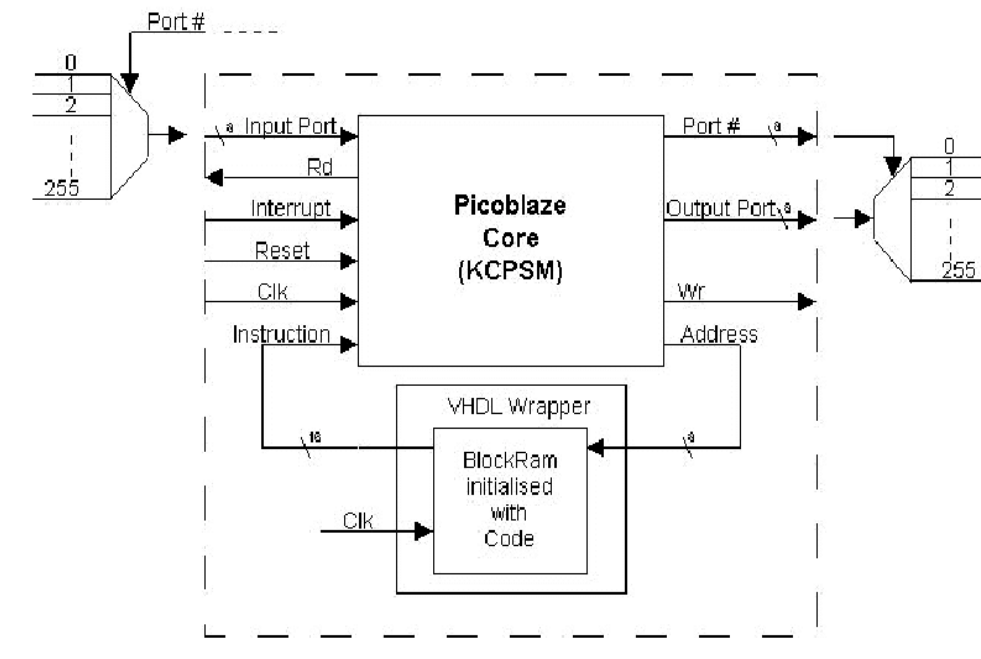 Port #
0
1
2
255
8 Input Port
Rd
Interrupt
Reset
Clk
Instruction
Picoblaze
Core
(KCPSM)
Port # 8
Output Port 8
Wr
Address
0
1
2
255
16
8
VHDL Wrapper
BlockRam
initialised
with
Code
Clk